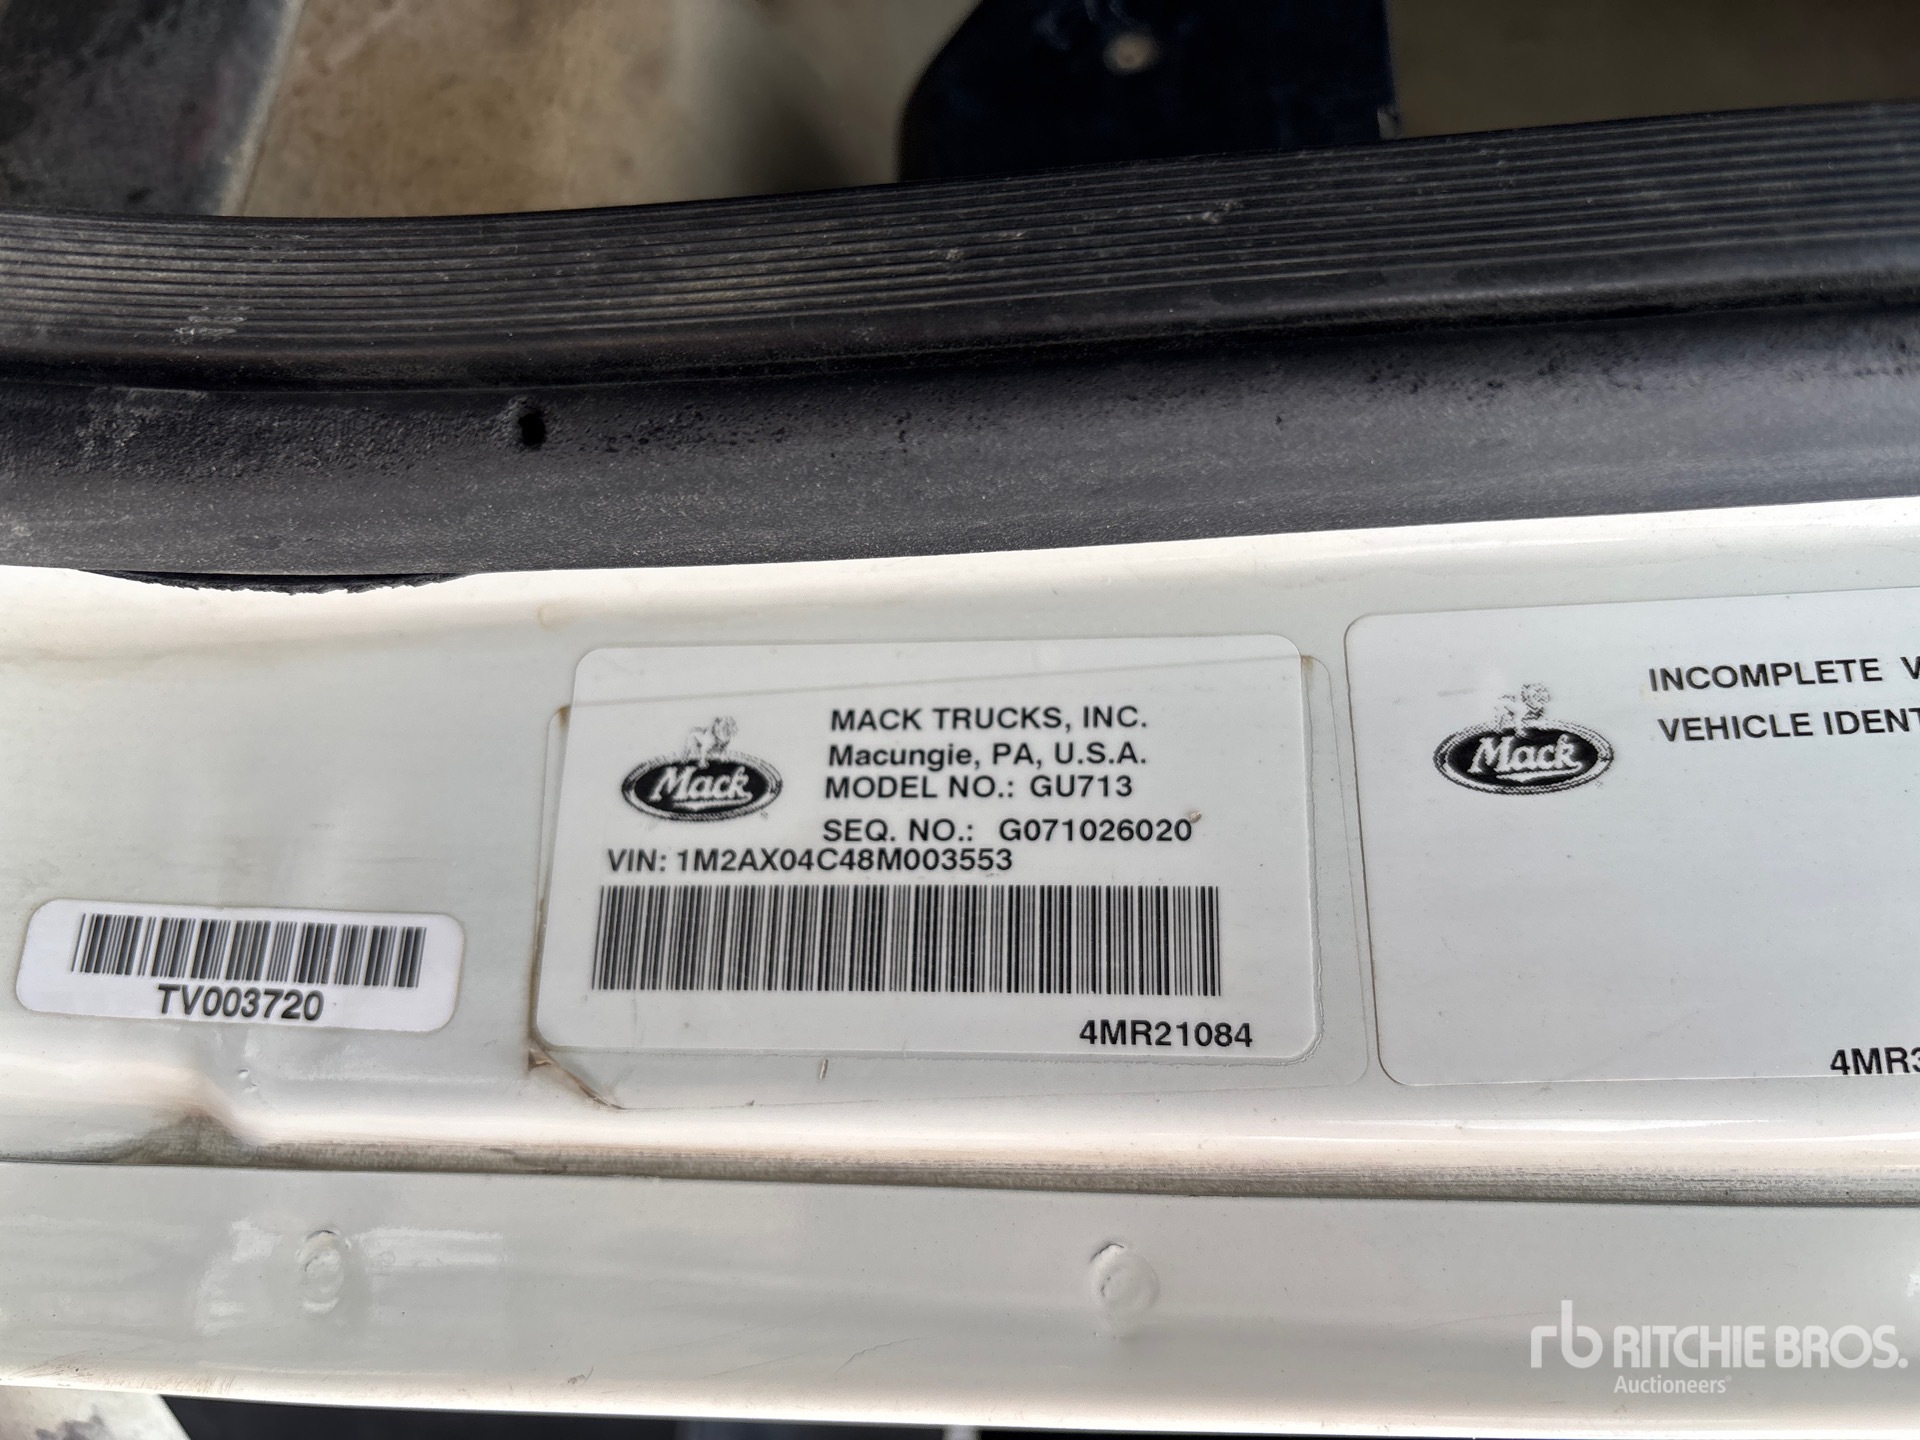 MACK TRUCKS, INC.
Macungie, PA, U.S.A.
MODEL NO.: GU713
SEQ. NO.: G071026020
VIN: 1M2AX04C48M003553
Mack
4MR21084
TV003720
INCOMPLETE V
VEHICLE IDENT
Mack
4MR3
rb RITCHIE BROS.
Auctioneers